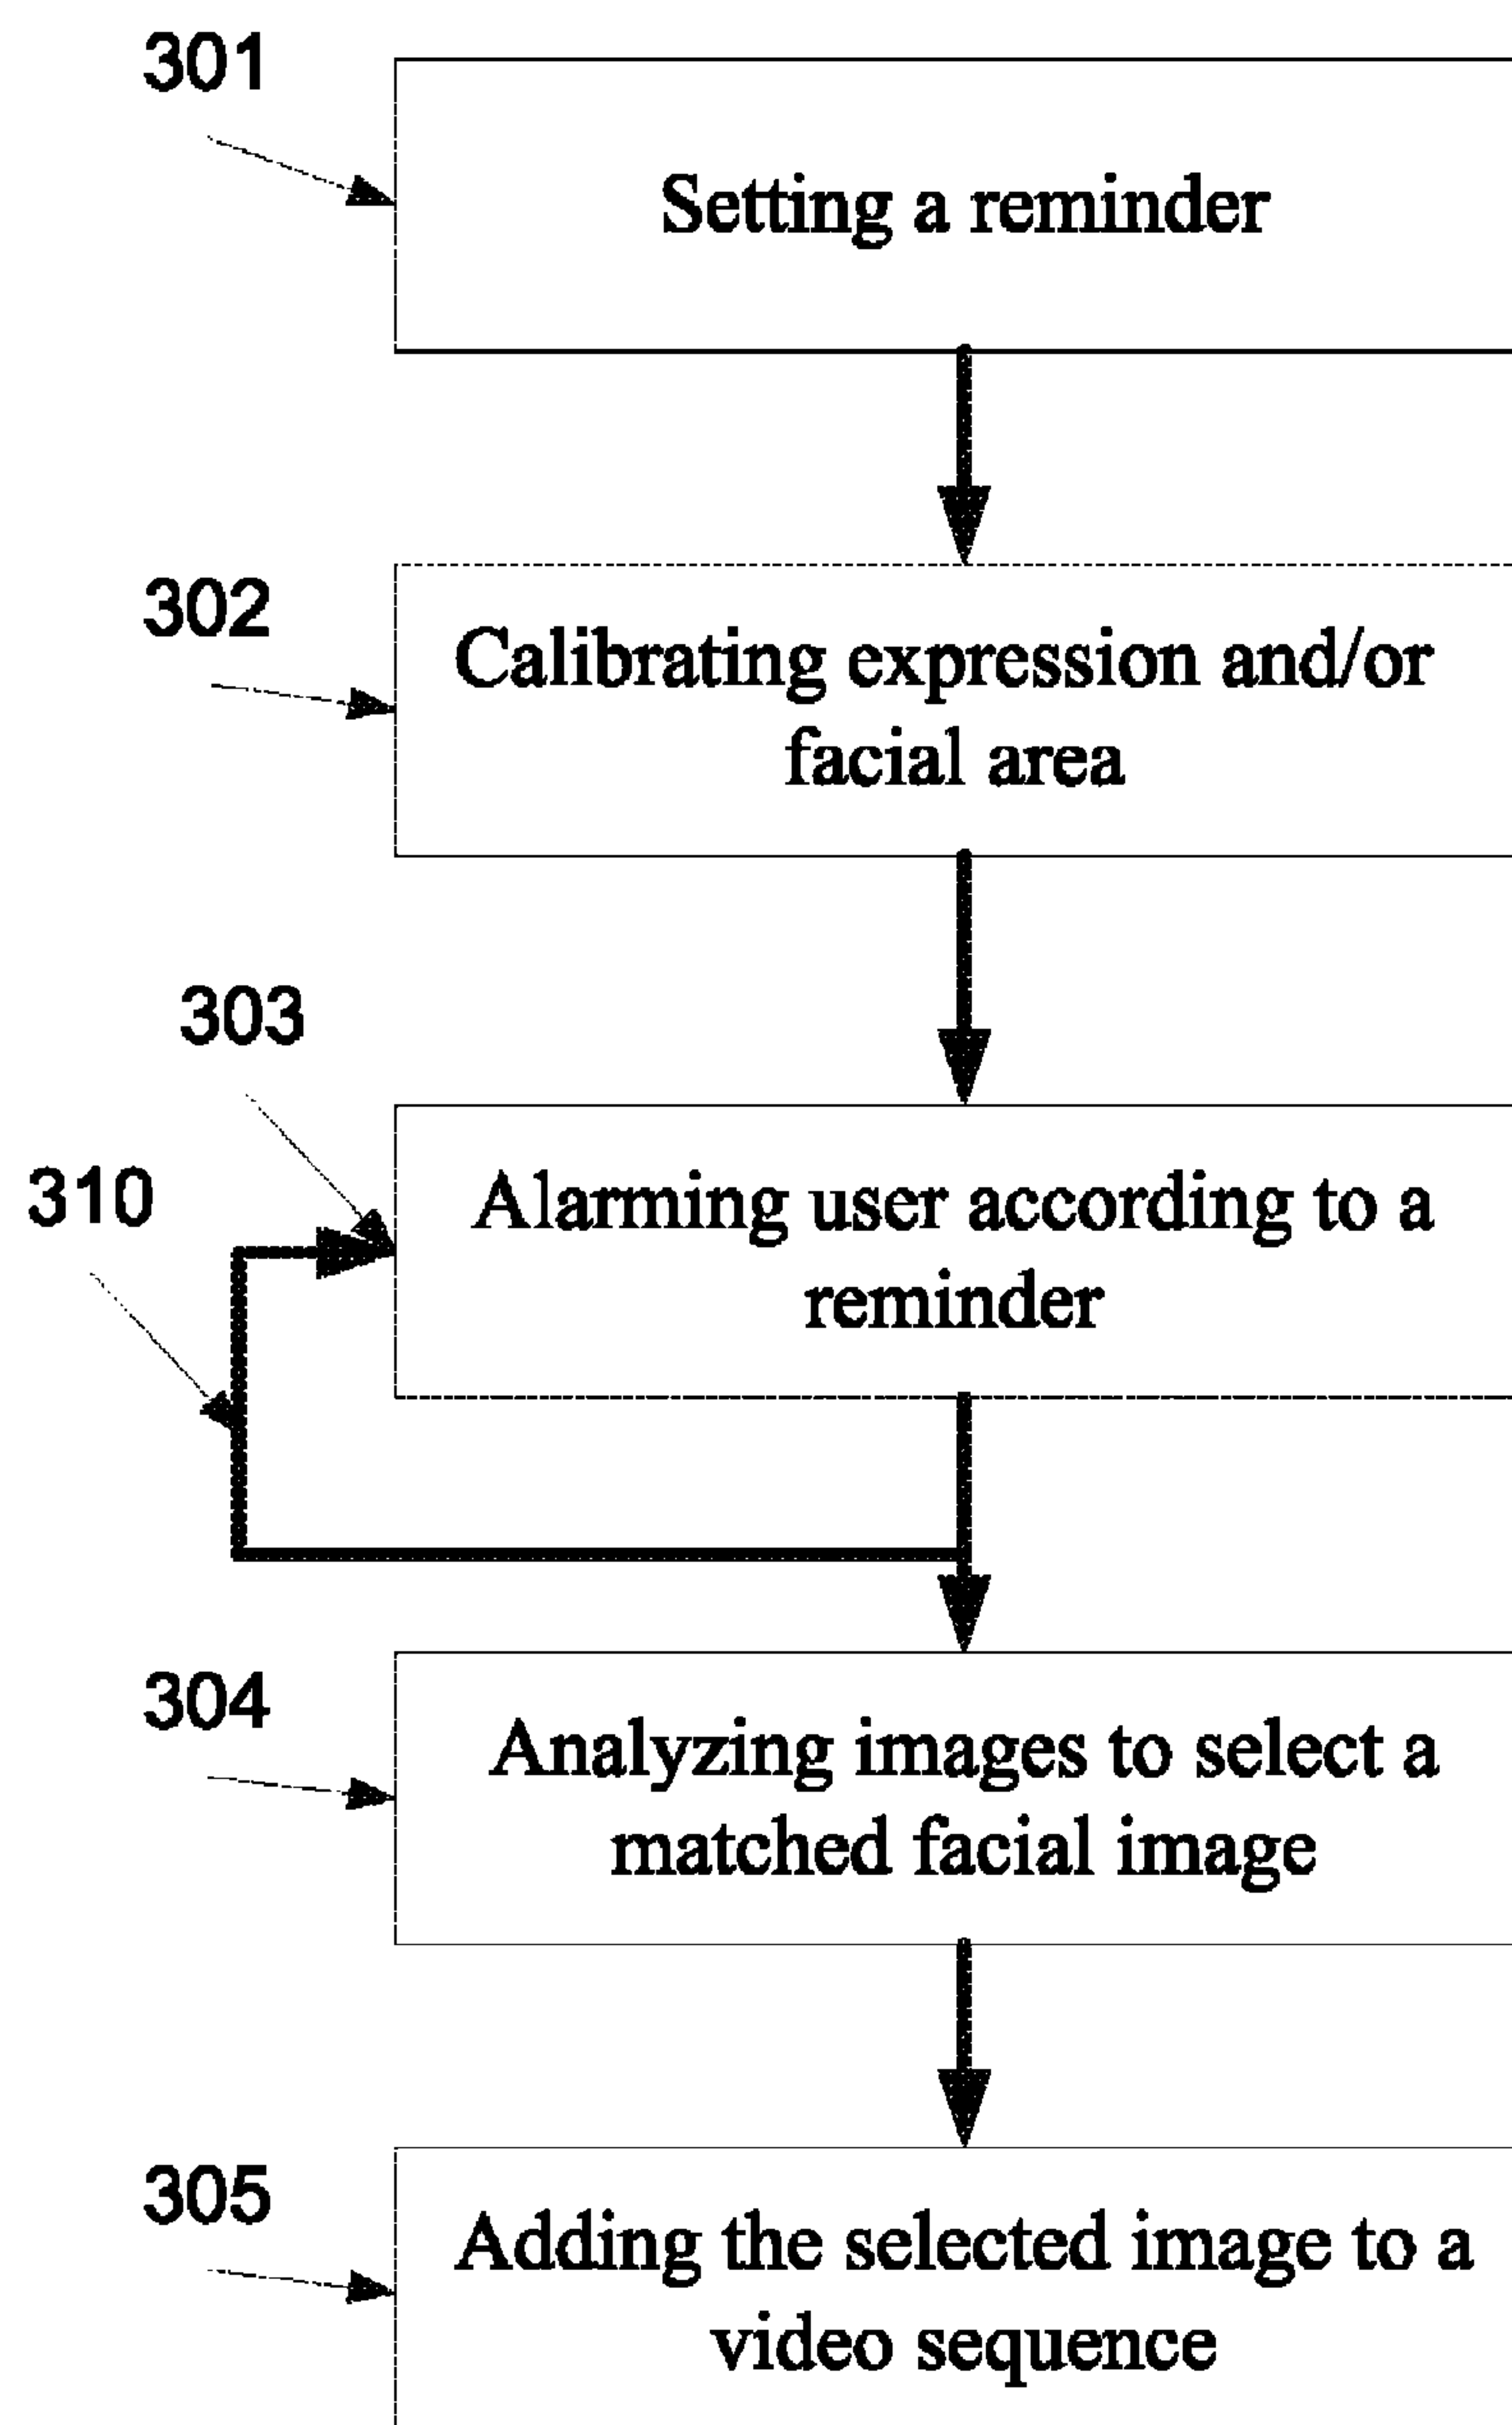 301
Setting a reminder
302
Calibrating expression and/or
facial area
303
310
Alarming user according to a
reminder
304
Analyzing images to select a
matched facial image
305
Adding the selected image to a
video sequence